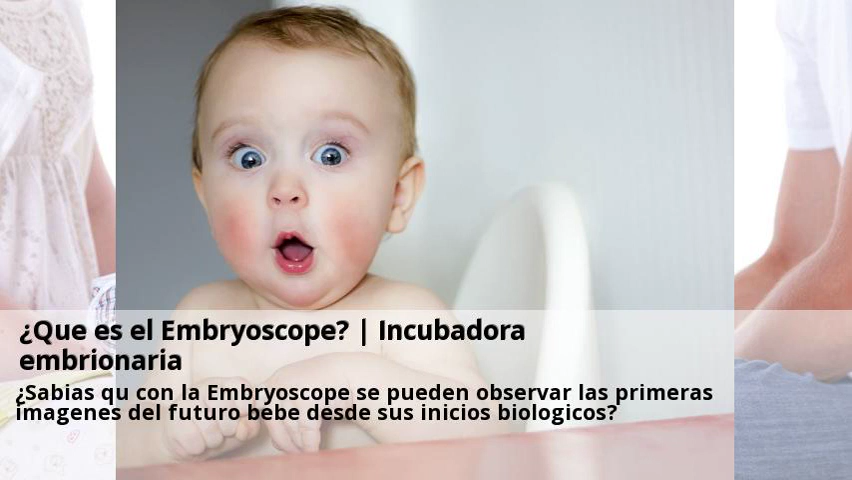 ¿Que es el Embryoscope? | Incubadora
embrionaria
¿Sabias qu con la Embryoscope se pueden observar las primeras
imagenes del futuro bebe desde sus inicios biologicos?